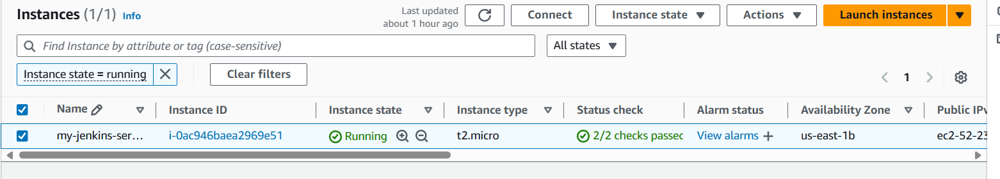 Instances (1/1) Info
Last updated
about 1 hour ago
Connect
Instance state
Actions
Launch instances
Find Instance by attribute or tag (case-sensitive)
All states
Instance state = running
Clear filters
1
Name
Instance ID
Instance state
Instance type
Status check
Alarm status
Availability Zone
Public IPv
my-jenkins-ser...
i-0ac946baea2969e51
Running
t2.micro
2/2 checks passec
View alarms
us-east-1b
ec2-52-23